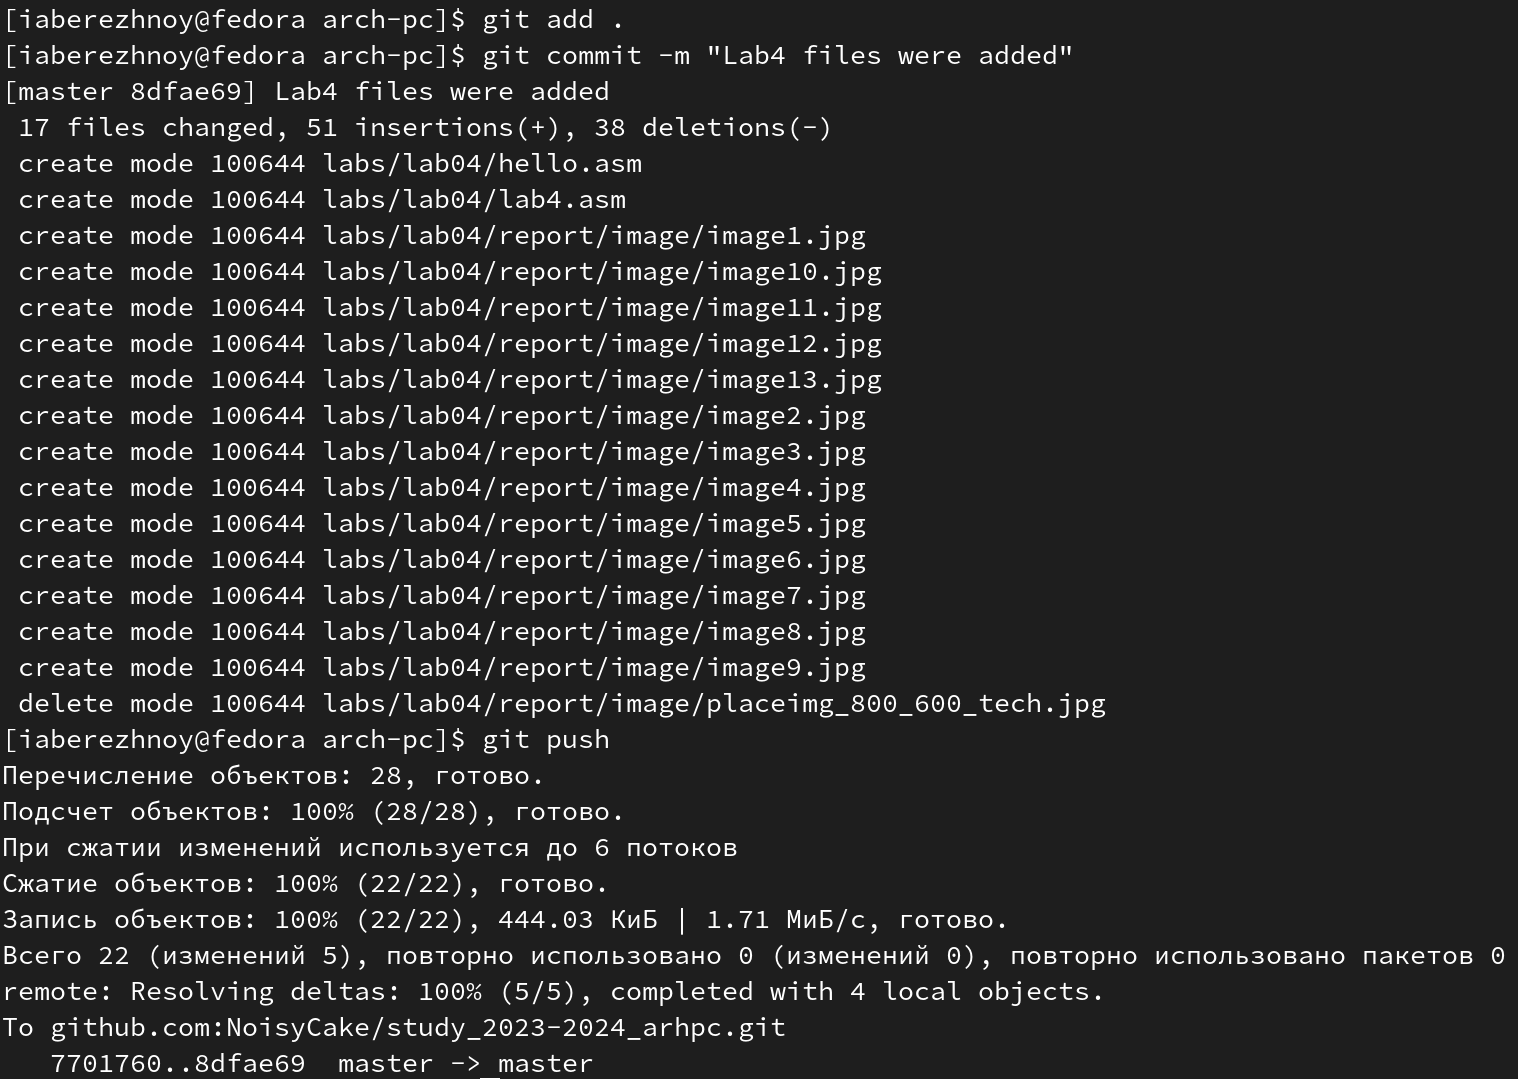 [iaberezhnoy@fedora arch-pc]$ git add .
[iaberezhnoy@fedora arch-pc]$ git commit -m "Lab4 files were added"
[master 8dfae69] Lab4 files were added
 17 files changed, 51 insertions(+), 38 deletions(-)
 create mode 100644 labs/lab04/hello.asm
 create mode 100644 labs/lab04/lab4.asm
 create mode 100644 labs/lab04/report/image/image1.jpg
 create mode 100644 labs/lab04/report/image/image10.jpg
 create mode 100644 labs/lab04/report/image/image11.jpg
 create mode 100644 labs/lab04/report/image/image12.jpg
 create mode 100644 labs/lab04/report/image/image13.jpg
 create mode 100644 labs/lab04/report/image/image2.jpg
 create mode 100644 labs/lab04/report/image/image3.jpg
 create mode 100644 labs/lab04/report/image/image4.jpg
 create mode 100644 labs/lab04/report/image/image5.jpg
 create mode 100644 labs/lab04/report/image/image6.jpg
 create mode 100644 labs/lab04/report/image/image7.jpg
 create mode 100644 labs/lab04/report/image/image8.jpg
 create mode 100644 labs/lab04/report/image/image9.jpg
 delete mode 100644 labs/lab04/report/image/placeimg_800_600_tech.jpg
[iaberezhnoy@fedora arch-pc]$ git push
Перечисление объектов: 28, готово.
Подсчет объектов: 100% (28/28), готово.
При сжатии изменений используется до 6 потоков
Сжатие объектов: 100% (22/22), готово.
Запись объектов: 100% (22/22), 444.03 КиБ | 1.71 МиБ/с, готово.
Всего 22 (изменений 5), повторно использовано 0 (изменений 0), повторно использовано пакетов 0
remote: Resolving deltas: 100% (5/5), completed with 4 local objects.
To github.com:NoisyCake/study_2023-2024_arhpc.git
   7701760..8dfae69  master -> master